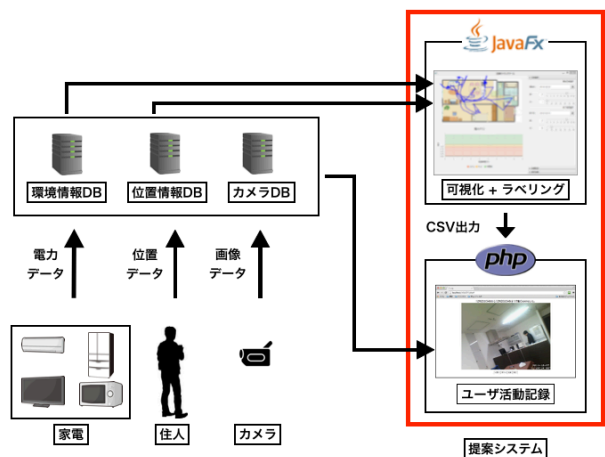 JavaFx
環境情報DB
位置情報DB
カメラDB
可視化 + ラベリング
電力
データ
位置
データ
画像
データ
CSV出力
php
ユーザ活動記録
家電
住人
カメラ
提案システム